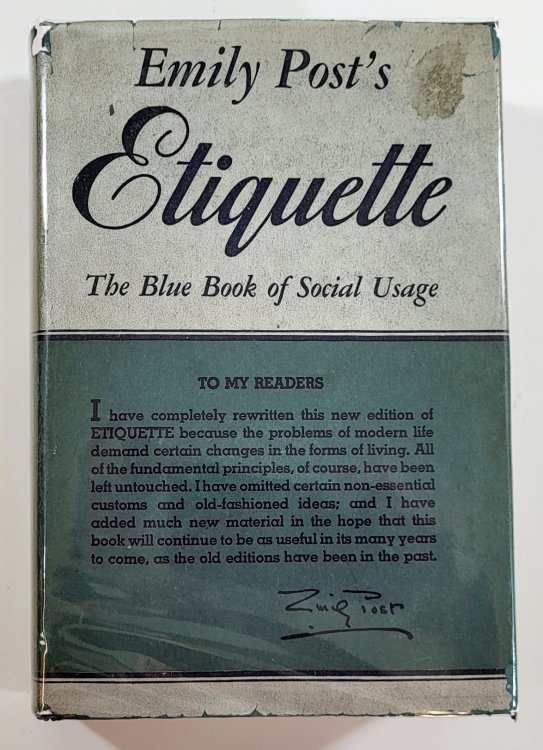 Emily Post's
Etiquette
The Blue Book of Social Usage
TO MY READERS
I have completely rewritten this new edition of
ETIQUETTE because the problems of modern life
demand certain changes in the forms of living. All
of the fundamental principles, of course, have been
left untouched. I have omitted certain non-essential
customs and old-fashioned ideas; and I have
added much new material in the hope that this
book will continue to be as useful in its many years
to come, as the old editions have been in the past.
Emily Post